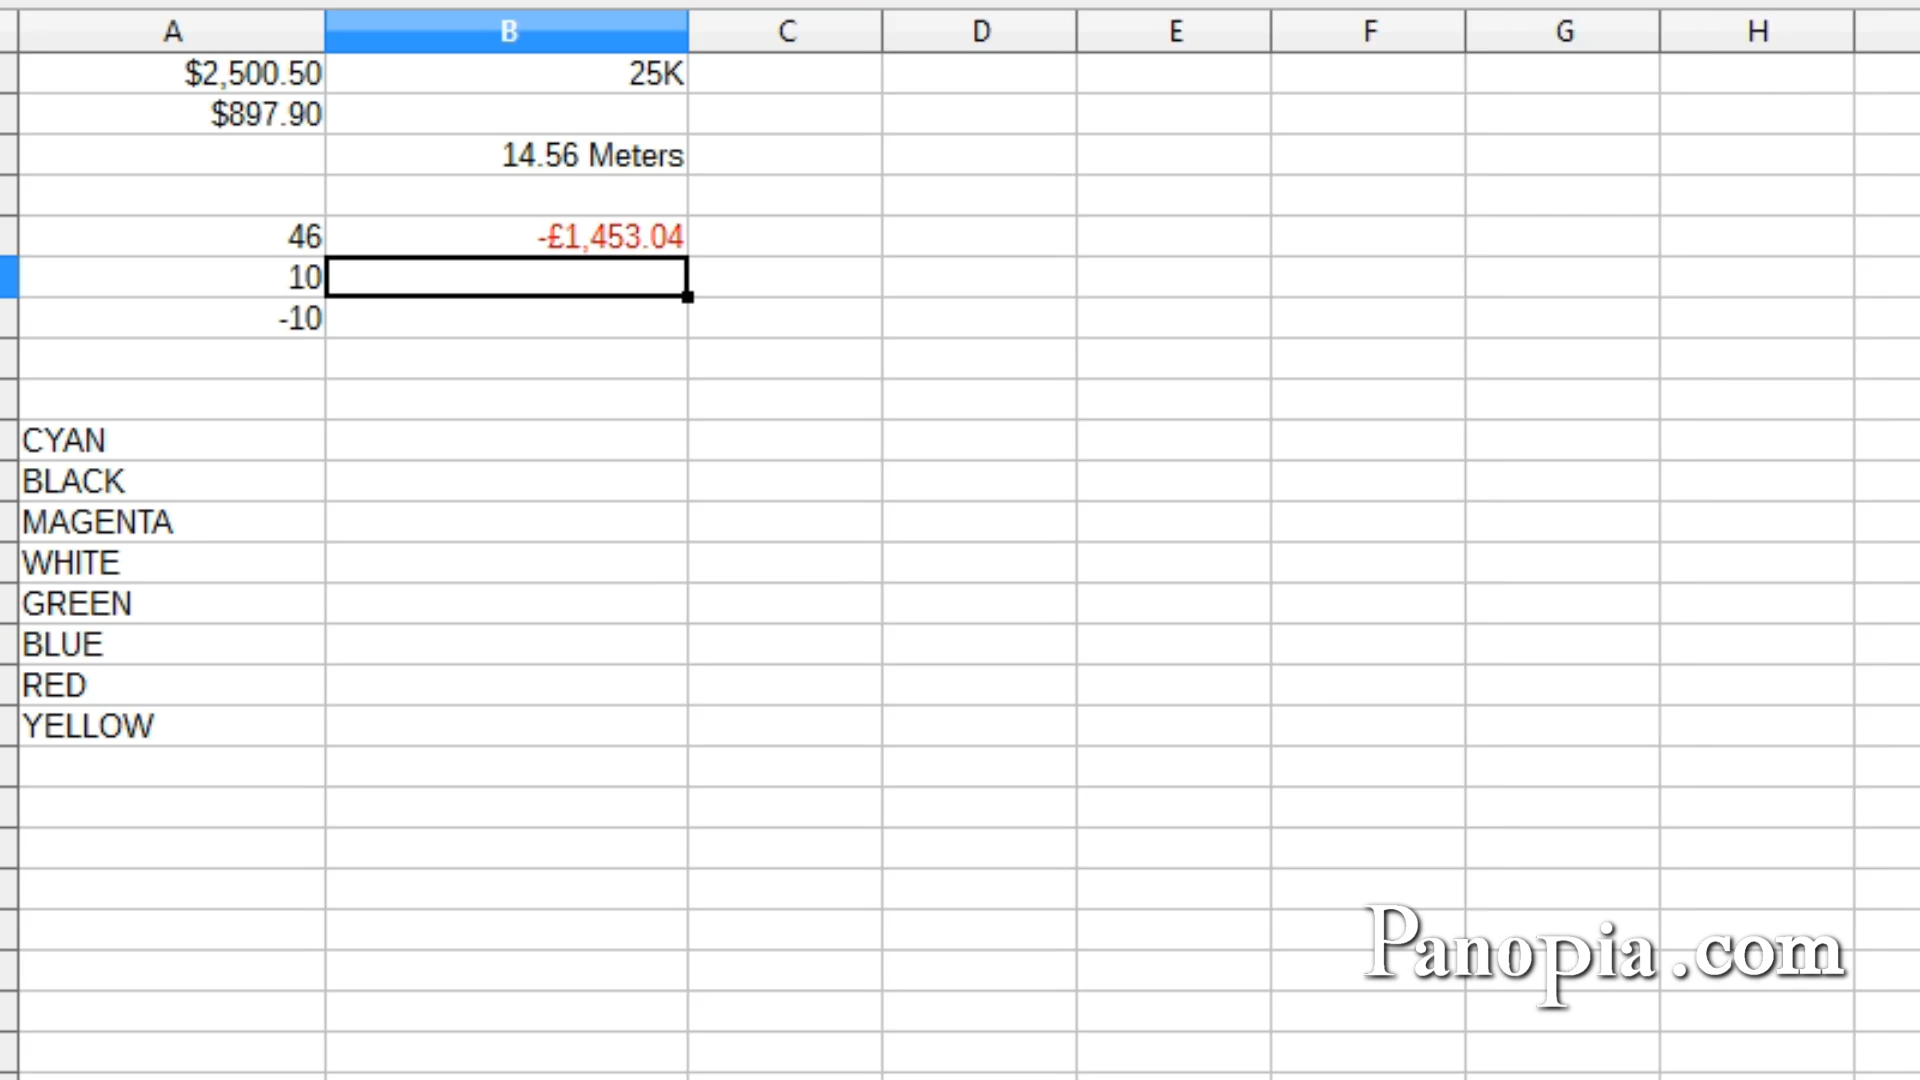 A B C D E F G H
$2,500.50 25K
$897.90
14.56 Meters
46 -£1,453.04
10
-10
CYAN
BLACK
MAGENTA
WHITE
GREEN
BLUE
RED
YELLOW
Panopia.com